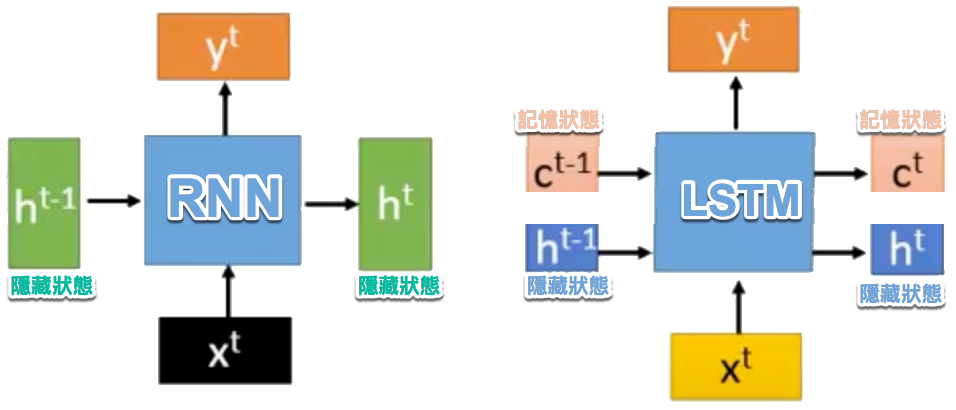 y^t
h^{t-1}
RNN
h^t
隱藏狀態
隱藏狀態
x^t
y^t
記憶狀態
記憶狀態
c^{t-1}
LSTM
c^t
h^{t-1}
h^t
隱藏狀態
隱藏狀態
x^t